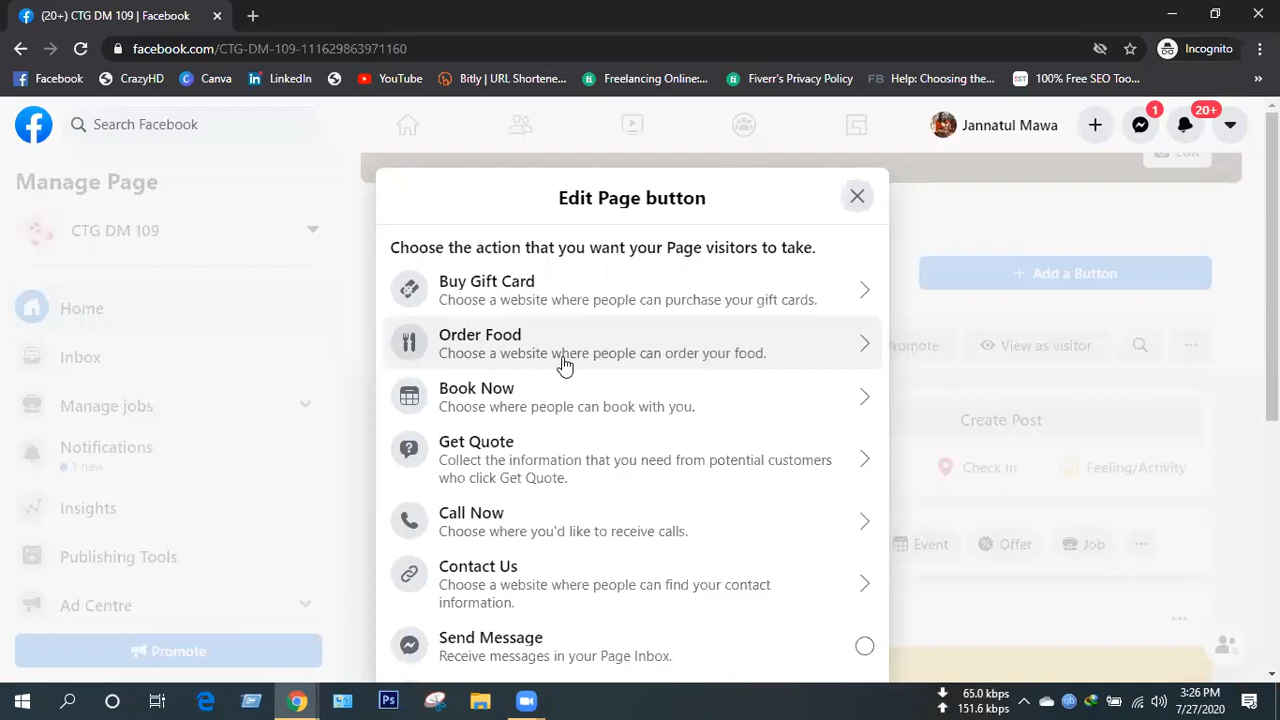 (20+) CTG DM 109 | Facebook
facebook.com/CTG-DM-109-111629863971160
Incognito
Facebook CrazyHD Canva LinkedIn YouTube Bitly | URL Shortene... Freelancing Online:... Fiverr's Privacy Policy FB Help: Choosing the... SST 100% Free SEO Too... »
Search Facebook
Jannatul Mawa
1
20+
Manage Page
CTG DM 109
Home
Inbox
Manage jobs
Notifications
1 new
Insights
Publishing Tools
Ad Centre
Promote
Edit Page button
Choose the action that you want your Page visitors to take.
Buy Gift Card
Choose a website where people can purchase your gift cards.
Order Food
Choose a website where people can order your food.
Book Now
Choose where people can book with you.
Get Quote
Collect the information that you need from potential customers
who click Get Quote.
Call Now
Choose where you'd like to receive calls.
Contact Us
Choose a website where people can find your contact
information.
Send Message
Receive messages in your Page Inbox.
Edit
+ Add a Button
Promote View as visitor
Create Post
Check in Feeling/Activity
Event Offer Job
65.0 kbps
151.6 kbps
3:26 PM
7/27/2020